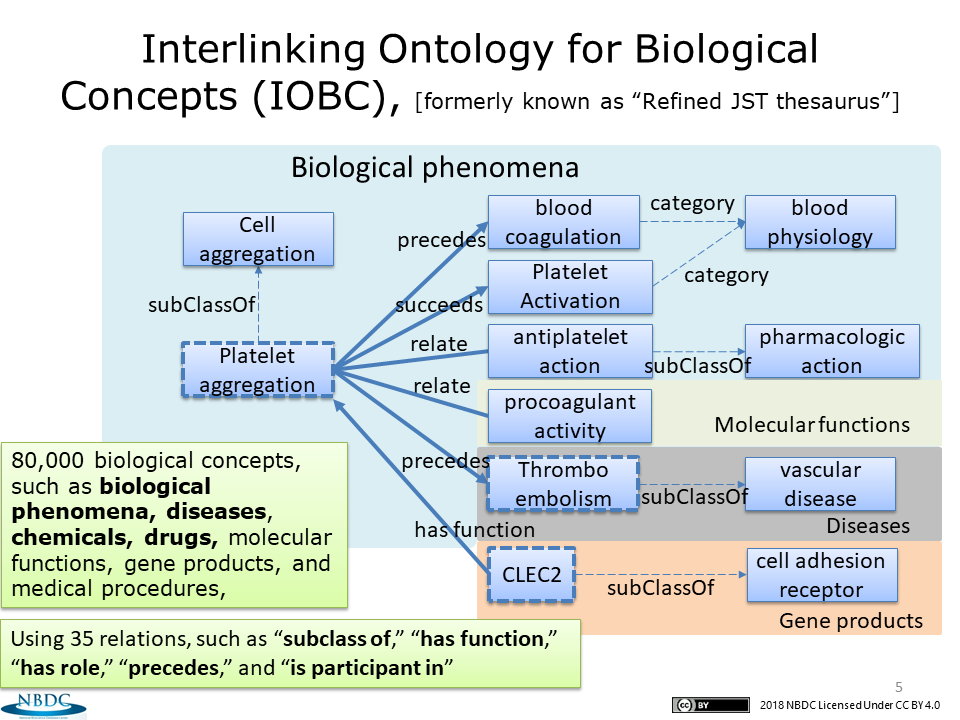 Interlinking Ontology for Biological
Concepts (IOBC), [formerly known as “Refined JST thesaurus”]
Biological phenomena
Cell
aggregation
subClassOf
Platelet
aggregation
precedes
succeeds
relate
relate
precedes
has function
blood
coagulation
category
blood
physiology
Platelet
Activation
category
antiplatelet
action
subClassOf
pharmacologic
action
procoagulant
activity
Molecular functions
Thrombo
embolism
subClassOf
vascular
disease
Diseases
CLEC2
subClassOf
cell adhesion
receptor
Gene products
80,000 biological concepts,
such as biological
phenomena, diseases,
chemicals, drugs, molecular
functions, gene products, and
medical procedures,
Using 35 relations, such as “subclass of,” “has function,”
“has role,” “precedes,” and “is participant in”
5
NBDC
cc BY
2018 NBDC Licensed Under CC BY 4.0